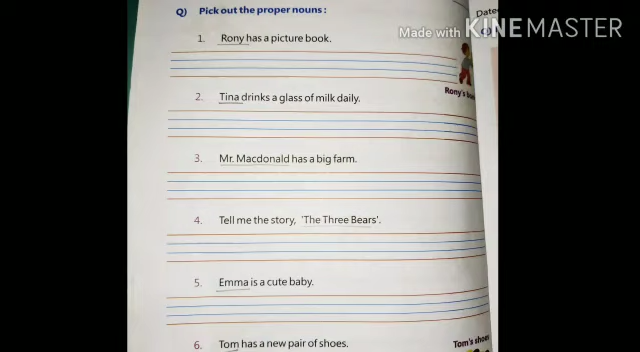 Q) Pick out the proper nouns :
Date
Made with KINEMASTER
Q)
1. Rony has a picture book.
Rony's
2. Tina drinks a glass of milk daily.
3. Mr. Macdonald has a big farm.
4. Tell me the story, 'The Three Bears'.
5. Emma is a cute baby.
6. Tom has a new pair of shoes.
Tom's shoes